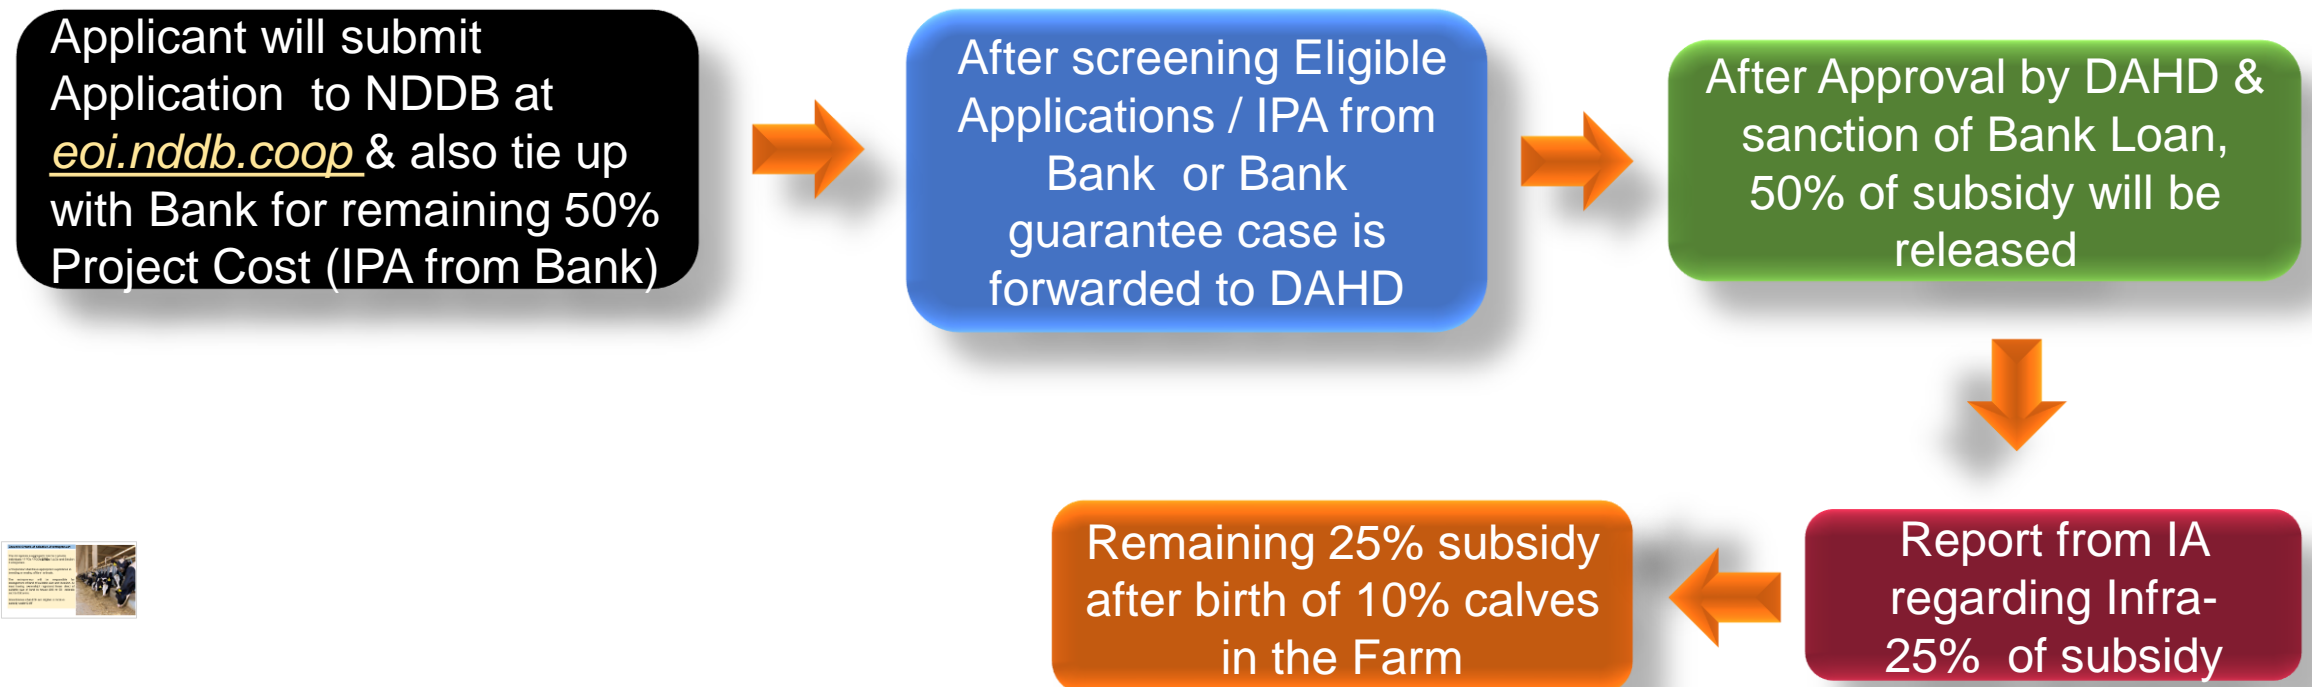 Applicant will submit
Application to NDDB at
eoi.nddb.coop & also tie up
with Bank for remaining 50%
Project Cost (IPA from Bank)
After screening Eligible
Applications / IPA from
Bank or Bank
guarantee case is
forwarded to DAHD
After Approval by DAHD &
sanction of Bank Loan,
50% of subsidy will be
released
Report from IA
regarding Infra-
25% of subsidy
Remaining 25% subsidy
after birth of 10% calves
in the Farm